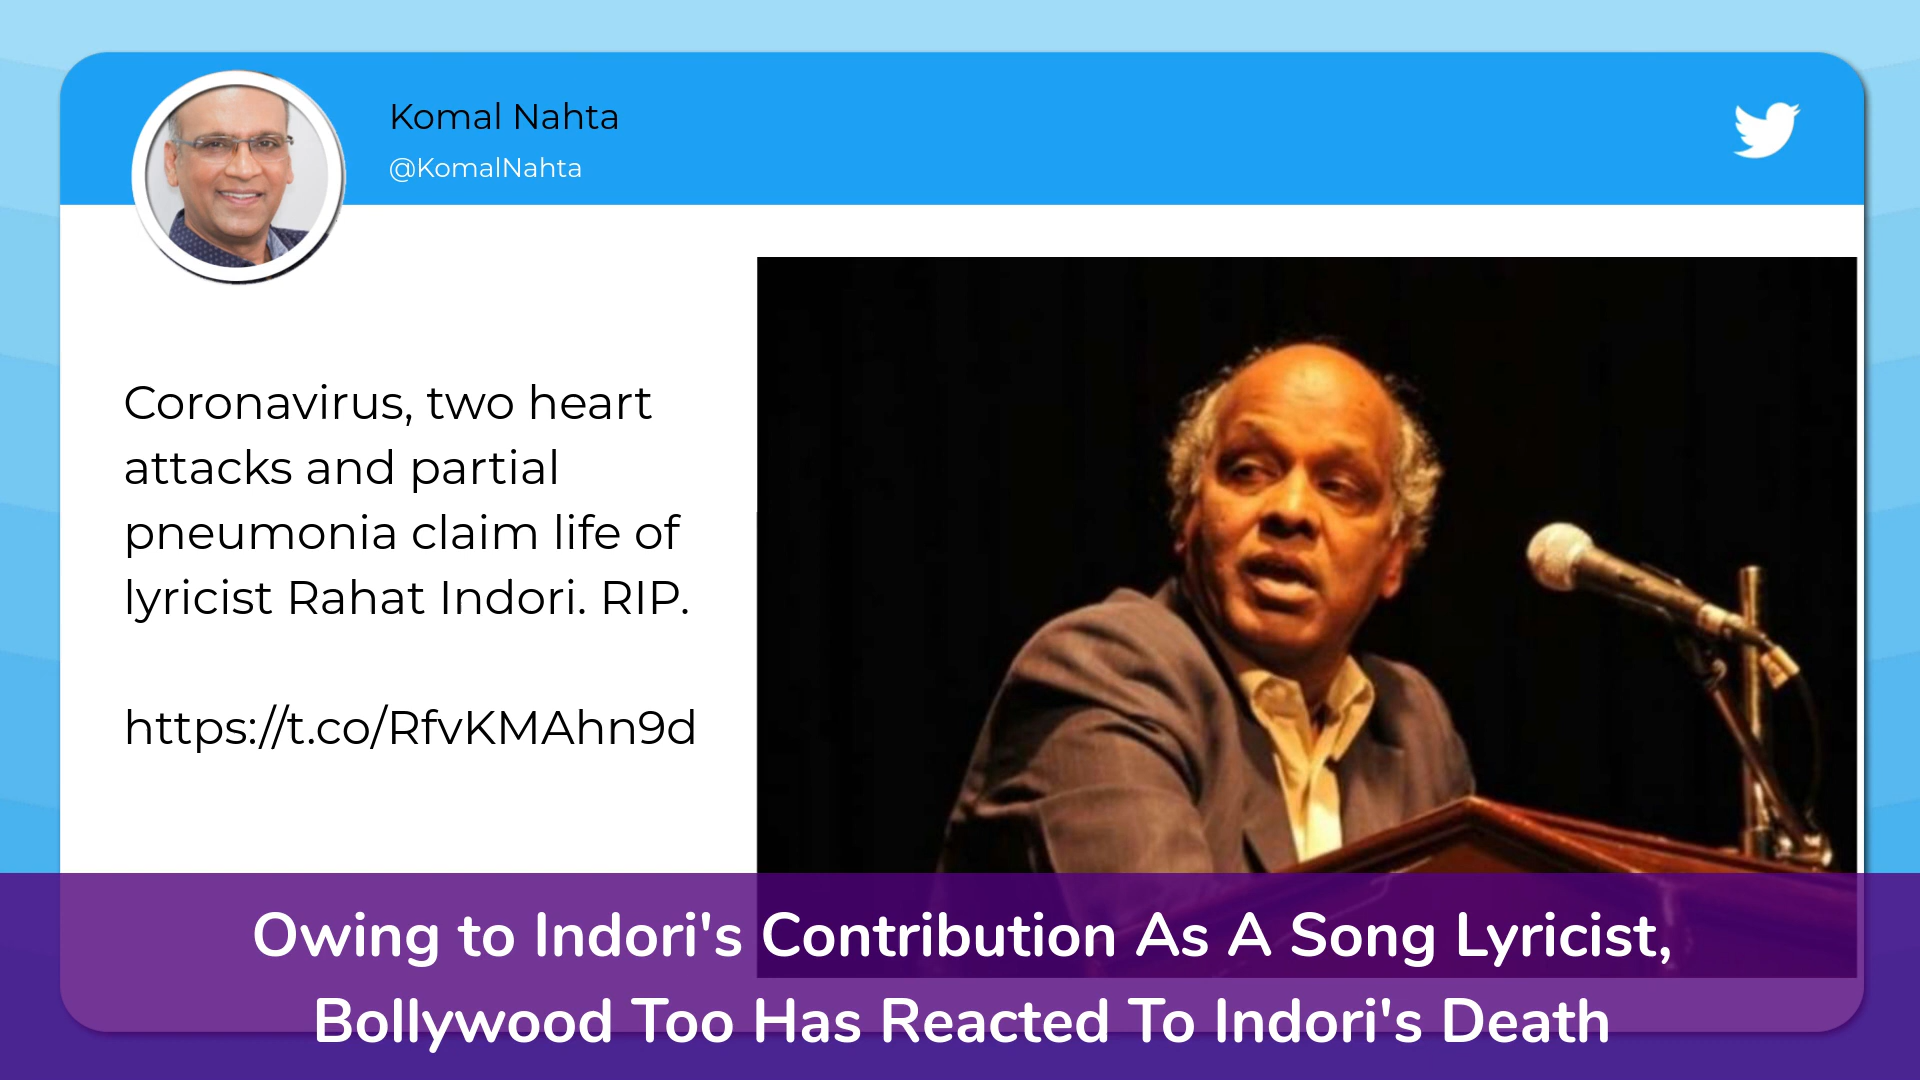 Komal Nahta
@KomalNahta
Coronavirus, two heart
attacks and partial
pneumonia claim life of
lyricist Rahat Indori. RIP.
https://t.co/RfvKMAhn9d
Owing to Indori's Contribution As A Song Lyricist,
Bollywood Too Has Reacted To Indori's Death